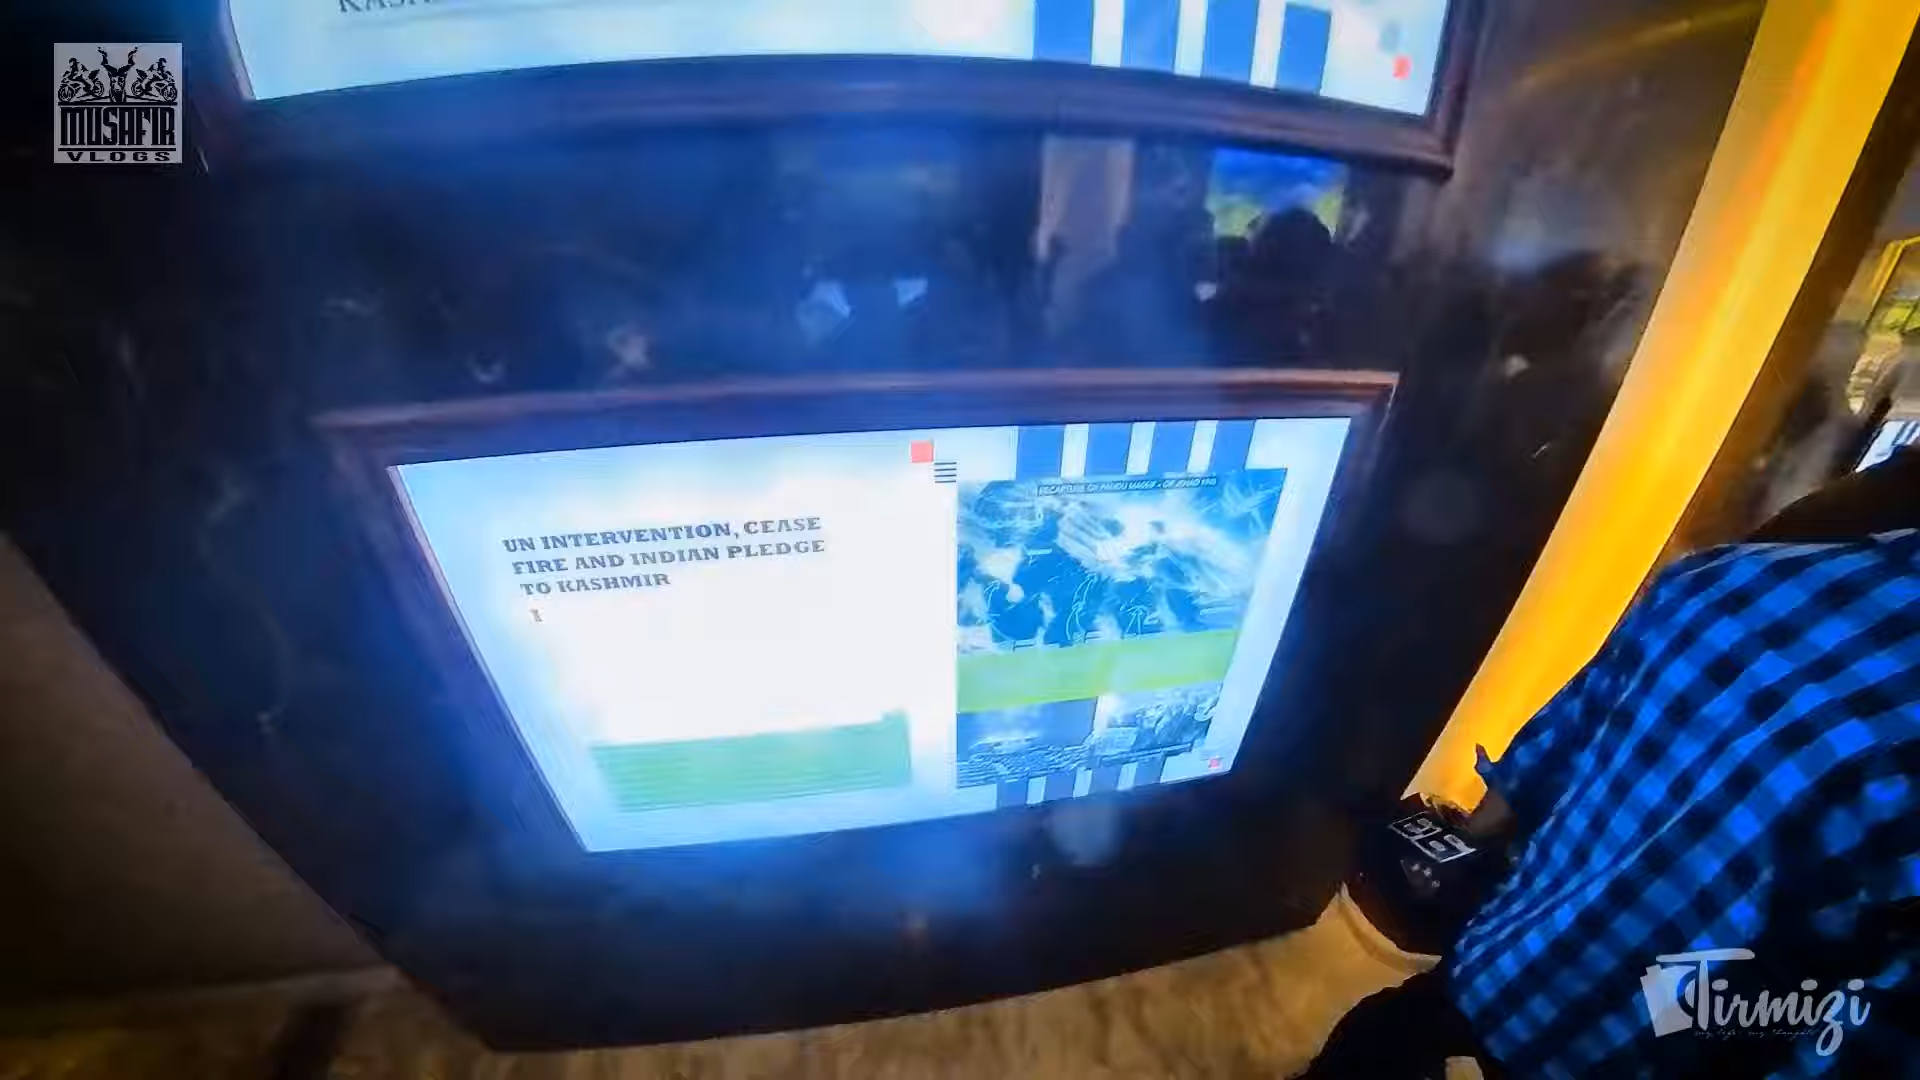 MUSAFIR
VLOGS
UN INTERVENTION, CEASE
FIRE AND INDIAN PLEDGE
TO KASHMIR
Tirmizi